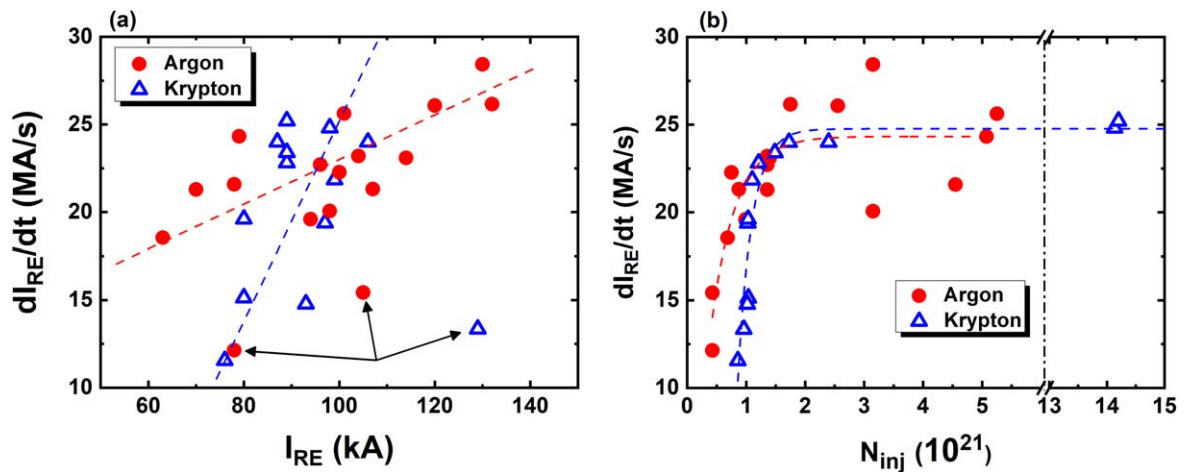 (a)
Argon
Krypton
dI_RE/dt (MA/s)
30
25
20
15
10
60 80 100 120 140
I_RE (kA)
(b)
Argon
Krypton
dI_RE/dt (MA/s)
30
25
20
15
10
0 1 2 3 4 5 13 14 15
N_inj (10^21)